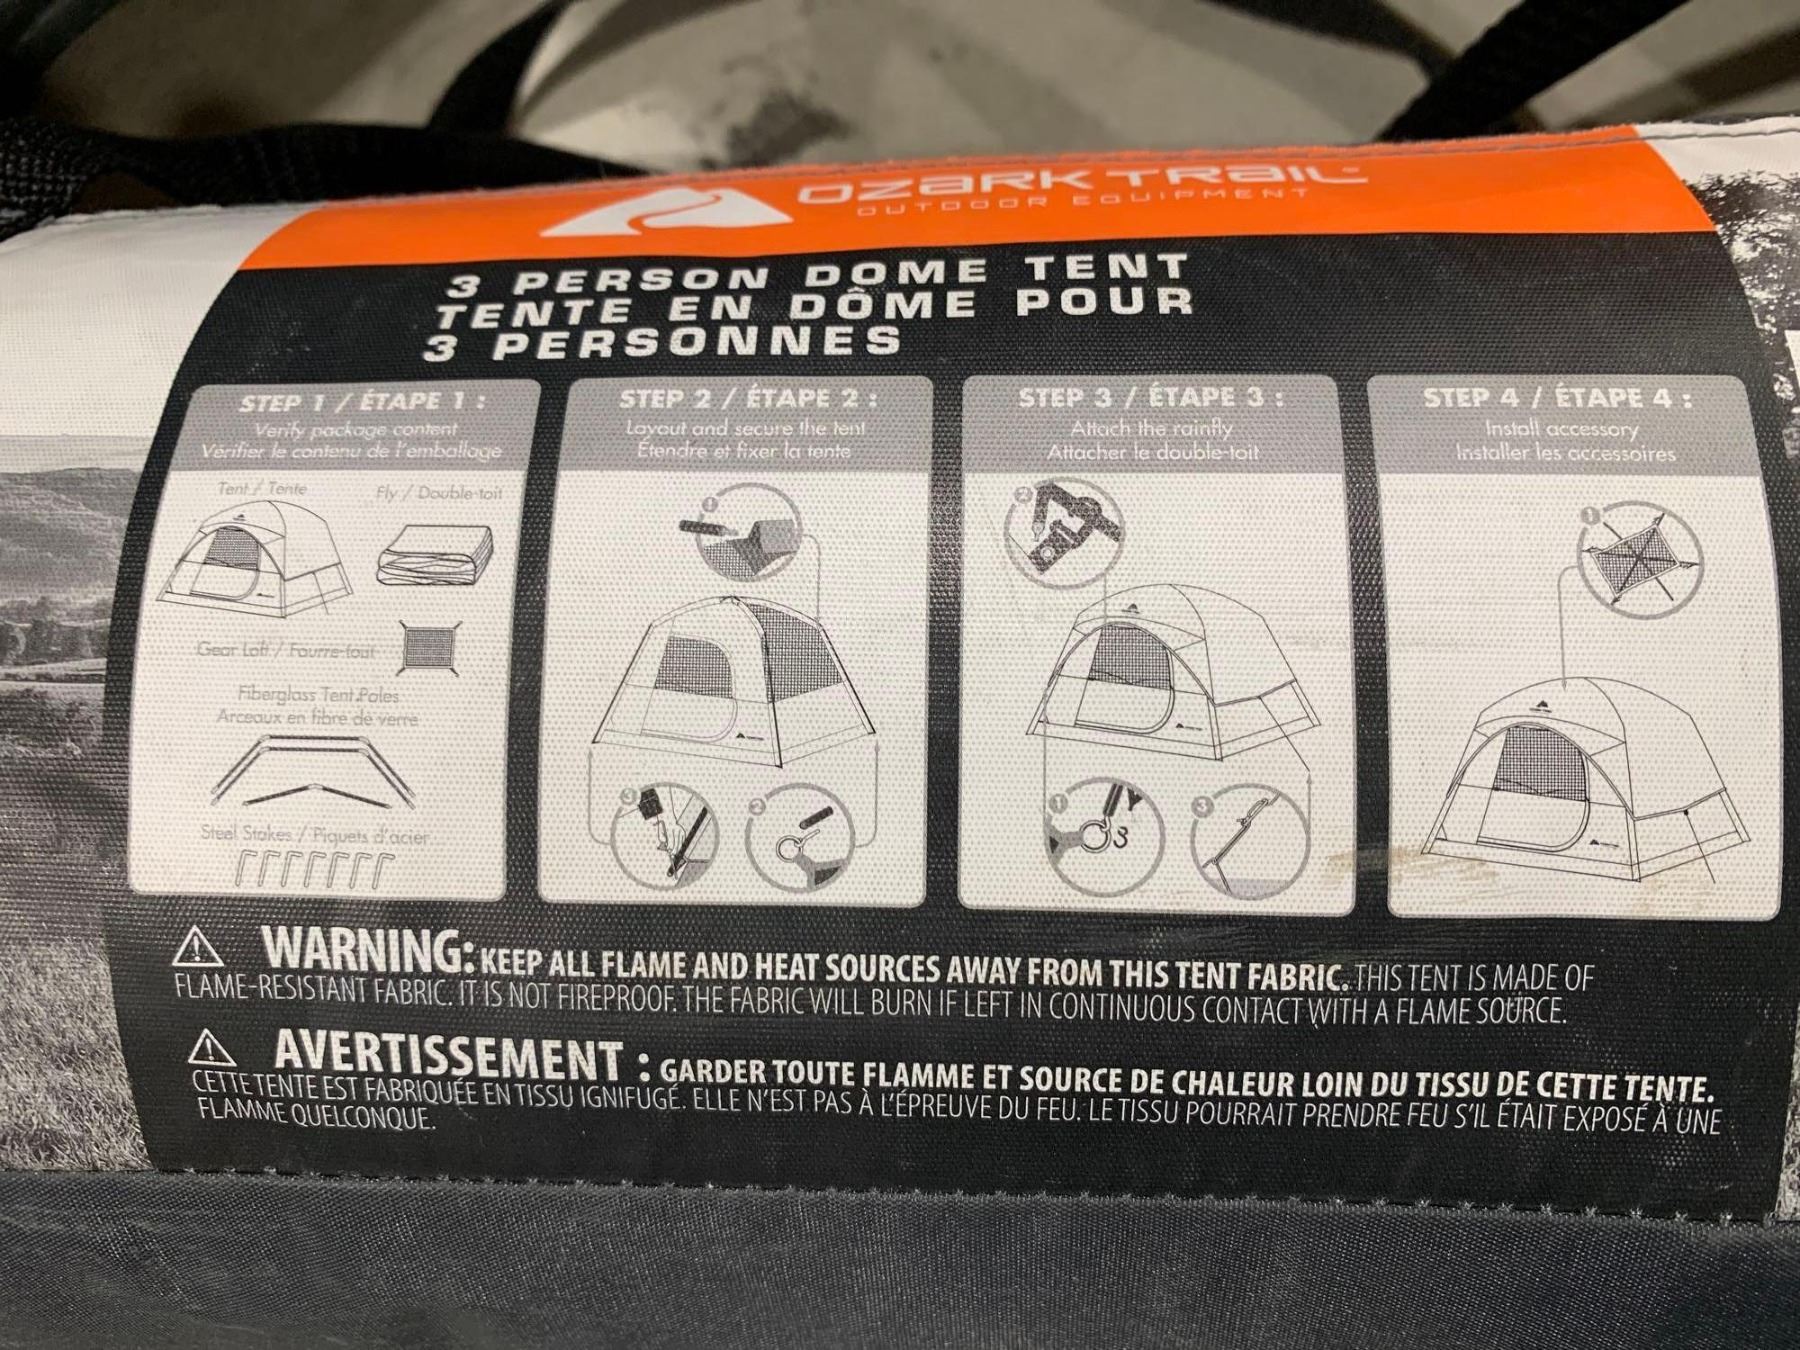 OZARK TRAIL
OUTDOOR EQUIPMENT
3 PERSON DOME TENT
TENTE EN DÔME POUR
3 PERSONNES
STEP 1 / ÉTAPE 1 :
Verify package content
Vérifier le contenu de l'emballage
Tent / Tente
Fly / Double-toit
Gear Loft / Fourre-tout
Fiberglass Tent Poles
Arceaux en fibre de verre
Steel Stakes / Piquets d'acier
STEP 2 / ÉTAPE 2 :
Layout and secure the tent
Étendre et fixer la tente
1
3
2
STEP 3 / ÉTAPE 3 :
Attach the rainfly
Attacher le double-toit
2
1
3
STEP 4 / ÉTAPE 4 :
Install accessory
Installer les accessoires
1
WARNING: KEEP ALL FLAME AND HEAT SOURCES AWAY FROM THIS TENT FABRIC. THIS TENT IS MADE OF
FLAME-RESISTANT FABRIC. IT IS NOT FIREPROOF. THE FABRIC WILL BURN IF LEFT IN CONTINUOUS CONTACT WITH A FLAME SOURCE.
AVERTISSEMENT : GARDER TOUTE FLAMME ET SOURCE DE CHALEUR LOIN DU TISSU DE CETTE TENTE.
CETTE TENTE EST FABRIQUÉE EN TISSU IGNIFUGÉ. ELLE N'EST PAS À L'ÉPREUVE DU FEU. LE TISSU POURRAIT PRENDRE FEU S'IL ÉTAIT EXPOSÉ À UNE
FLAMME QUELCONQUE.